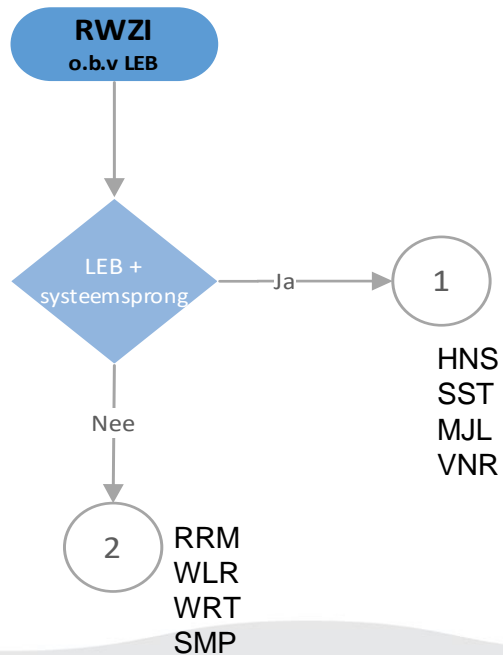 RWZI
o.b.v LEB
LEB +
systeemsprong
Ja
1
HNS
SST
MJL
VNR
Nee
2
RRM
WLR
WRT
SMP